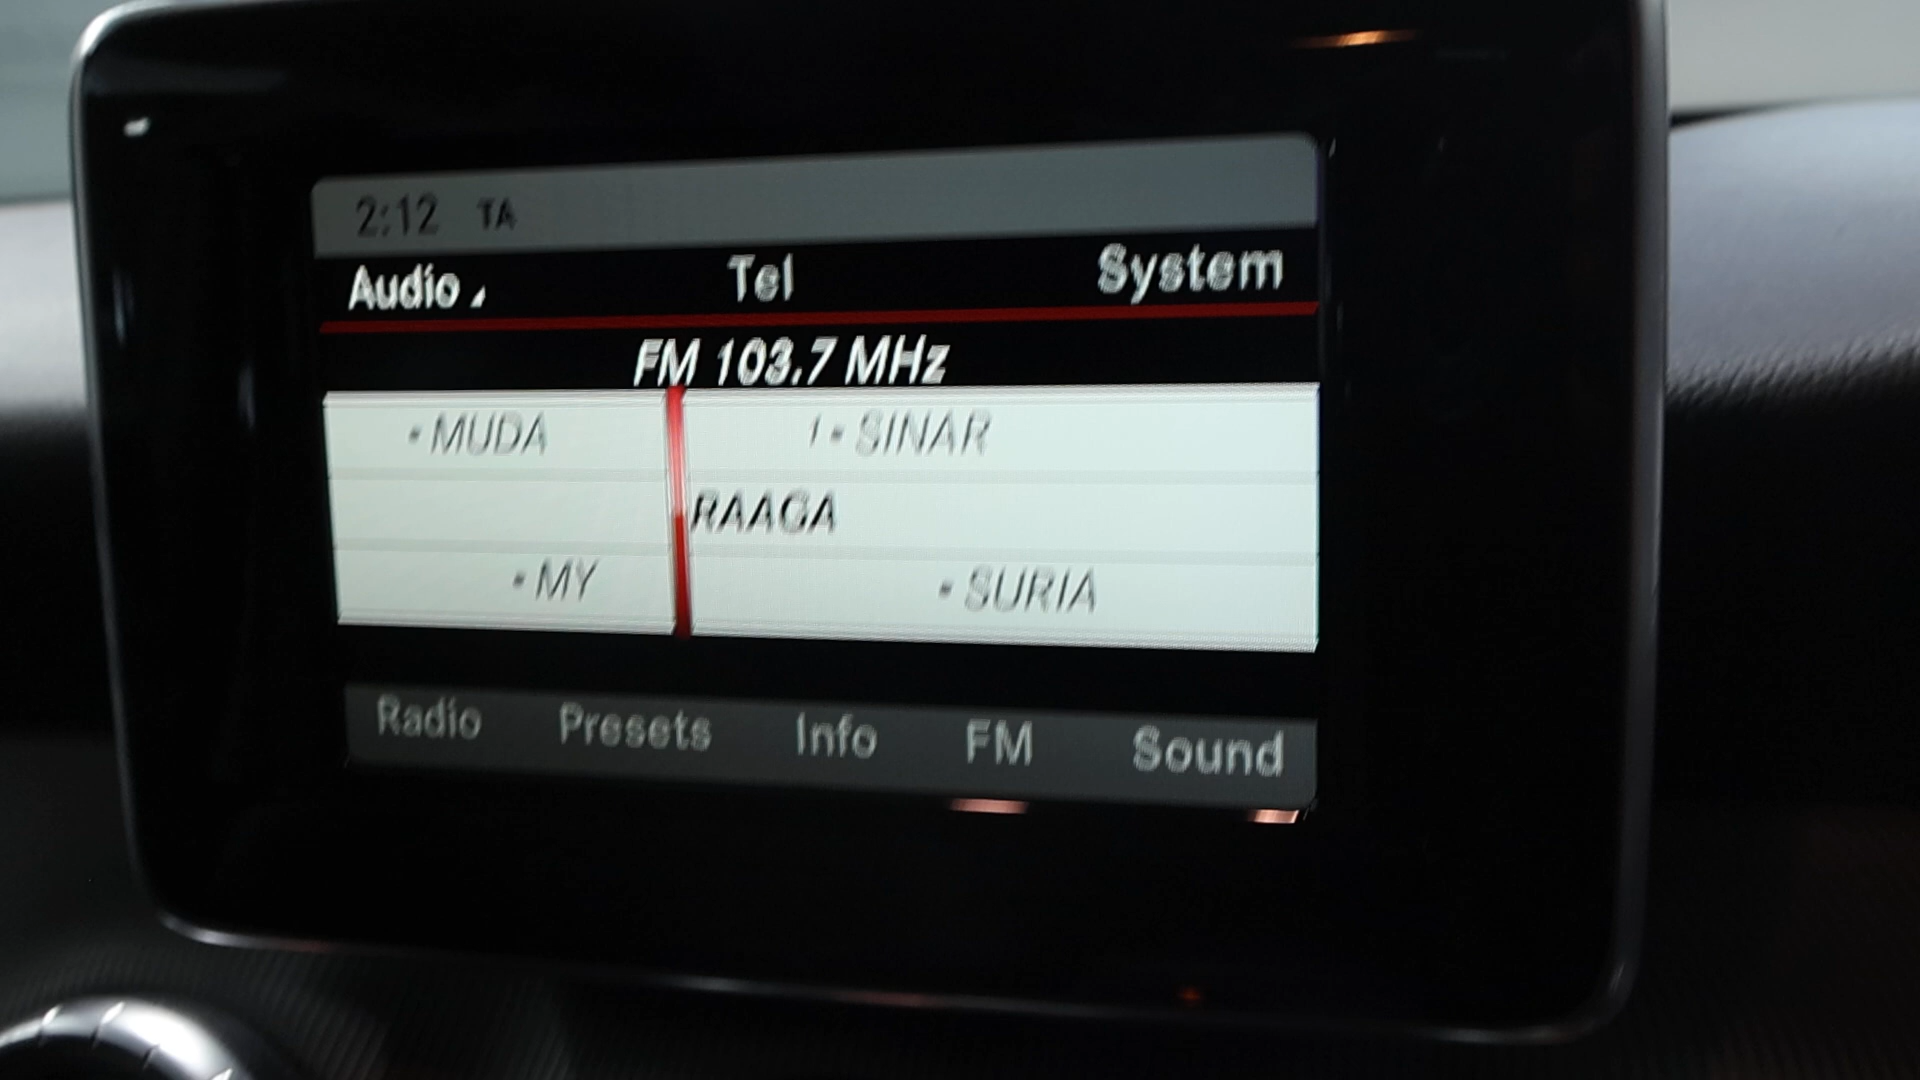 2:12 TA
Audio Tel System
FM 103.7 MHz
• MUDA 1 • SINAR
RAAGA
• MY • SURIA
Radio Presets Info FM Sound